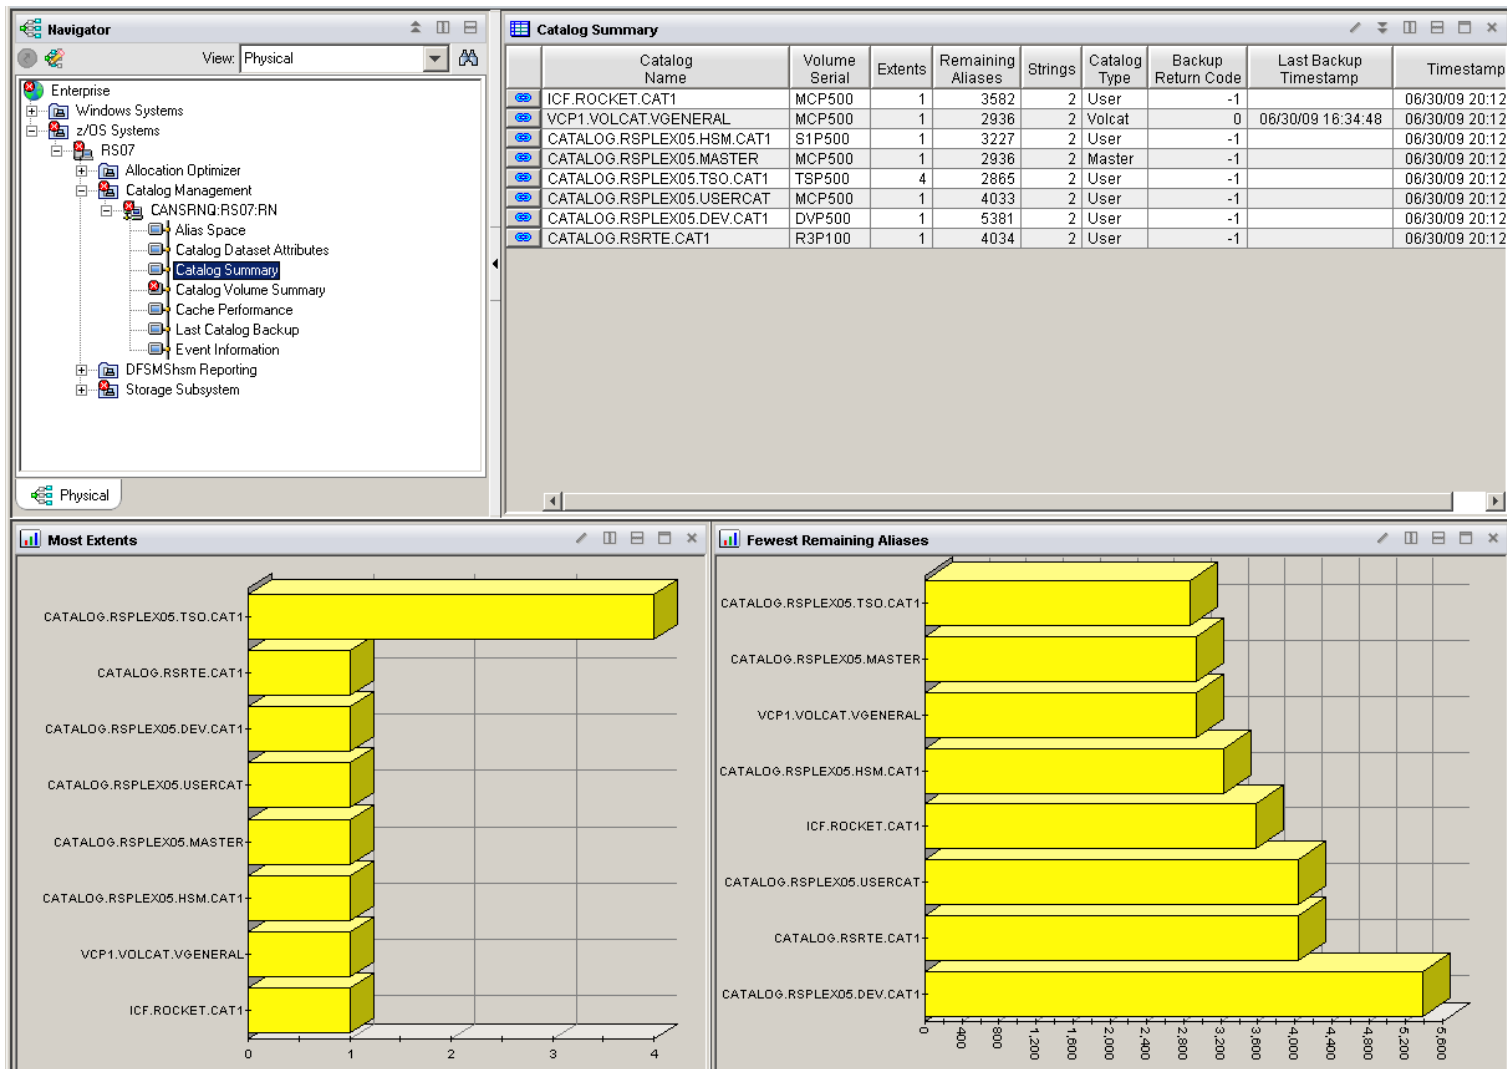 Navigator
View: Physical
Enterprise
Windows Systems
z/OS Systems
RS07
Allocation Optimizer
Catalog Management
CANSRNQ:RS07:RN
Alias Space
Catalog Dataset Attributes
Catalog Summary
Catalog Volume Summary
Cache Performance
Last Catalog Backup
Event Information
DFSMShsm Reporting
Storage Subsystem
Physical
Catalog Summary
Catalog Name Volume Serial Extents Remaining Aliases Strings Catalog Type Backup Return Code Last Backup Timestamp Timestamp
ICF.ROCKET.CAT1 MCP500 1 3582 2 User -1 06/30/09 20:12
VCP1.VOLCAT.VGENERAL MCP500 1 2936 2 Volcat 0 06/30/09 16:34:48 06/30/09 20:12
CATALOG.RSPLEX05.HSM.CAT1 S1P500 1 3227 2 User -1 06/30/09 20:12
CATALOG.RSPLEX05.MASTER MCP500 1 2936 2 Master -1 06/30/09 20:12
CATALOG.RSPLEX05.TSO.CAT1 TSP500 4 2865 2 User -1 06/30/09 20:12
CATALOG.RSPLEX05.USERCAT MCP500 1 4033 2 User -1 06/30/09 20:12
CATALOG.RSPLEX05.DEV.CAT1 DVP500 1 5381 2 User -1 06/30/09 20:12
CATALOG.RSRTE.CAT1 R3P100 1 4034 2 User -1 06/30/09 20:12
Most Extents
CATALOG.RSPLEX05.TSO.CAT1
CATALOG.RSRTE.CAT1
CATALOG.RSPLEX05.DEV.CAT1
CATALOG.RSPLEX05.USERCAT
CATALOG.RSPLEX05.MASTER
CATALOG.RSPLEX05.HSM.CAT1
VCP1.VOLCAT.VGENERAL
ICF.ROCKET.CAT1
0 1 2 3 4
Fewest Remaining Aliases
CATALOG.RSPLEX05.TSO.CAT1
CATALOG.RSPLEX05.MASTER
VCP1.VOLCAT.VGENERAL
CATALOG.RSPLEX05.HSM.CAT1
ICF.ROCKET.CAT1
CATALOG.RSPLEX05.USERCAT
CATALOG.RSRTE.CAT1
CATALOG.RSPLEX05.DEV.CAT1
0 400 800 1,200 1,600 2,000 2,400 2,800 3,200 3,600 4,000 4,400 4,800 5,200 5,600